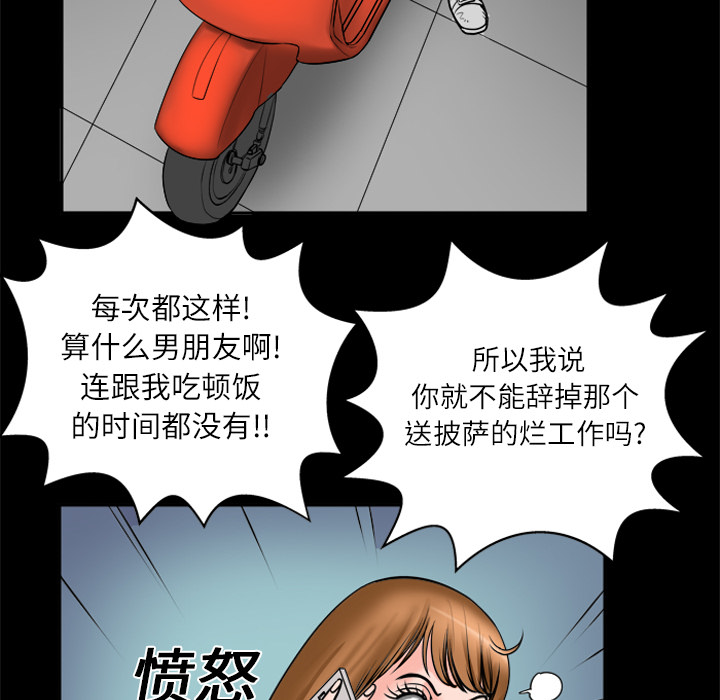 每次都这样!
算什么男朋友啊!
连跟我吃顿饭
的时间都没有!!
所以我说
你就不能辞掉那个
送披萨的烂工作吗?
愤怒